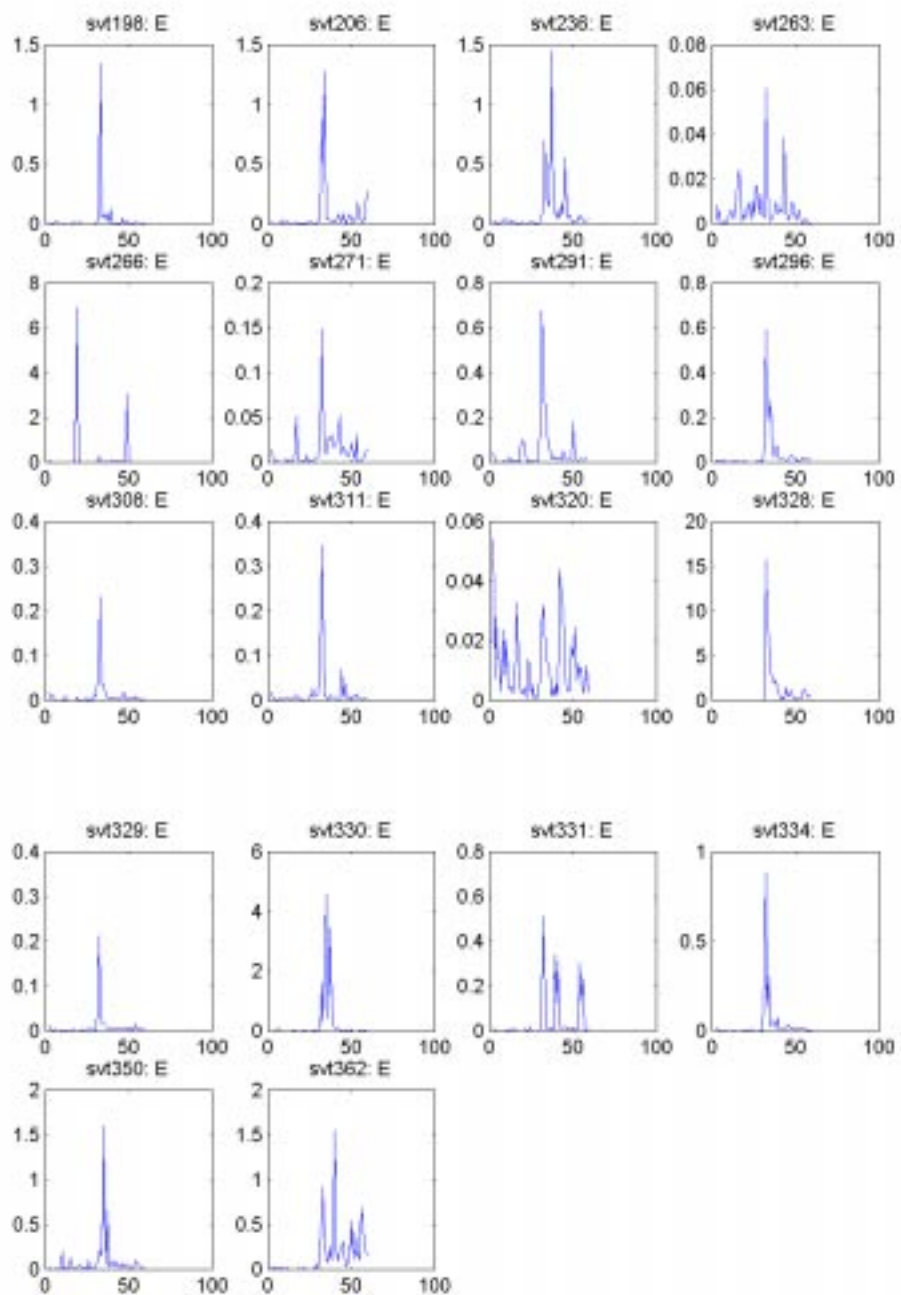 svt198: E
svt206: E
svt236: E
svt263: E
1.5
1
0.5
0
0 50 100
1.5
1
0.5
0
0 50 100
1.5
1
0.5
0
0 50 100
0.08
0.06
0.04
0.02
0
0 50 100
svt266: E
svt271: E
svt291: E
svt296: E
8
6
4
2
0
0 50 100
0.2
0.15
0.1
0.05
0
0 50 100
0.8
0.6
0.4
0.2
0
0 50 100
0.8
0.6
0.4
0.2
0
0 50 100
svt308: E
svt311: E
svt320: E
svt328: E
0.4
0.3
0.2
0.1
0
0 50 100
0.4
0.3
0.2
0.1
0
0 50 100
0.06
0.04
0.02
0
0 50 100
20
15
10
5
0
0 50 100
svt329: E
svt330: E
svt331: E
svt334: E
0.4
0.3
0.2
0.1
0
0 50 100
6
4
2
0
0 50 100
0.8
0.6
0.4
0.2
0
0 50 100
1
0.5
0
0 50 100
svt350: E
svt362: E
2
1.5
1
0.5
0
0 50 100
2
1.5
1
0.5
0
0 50 100